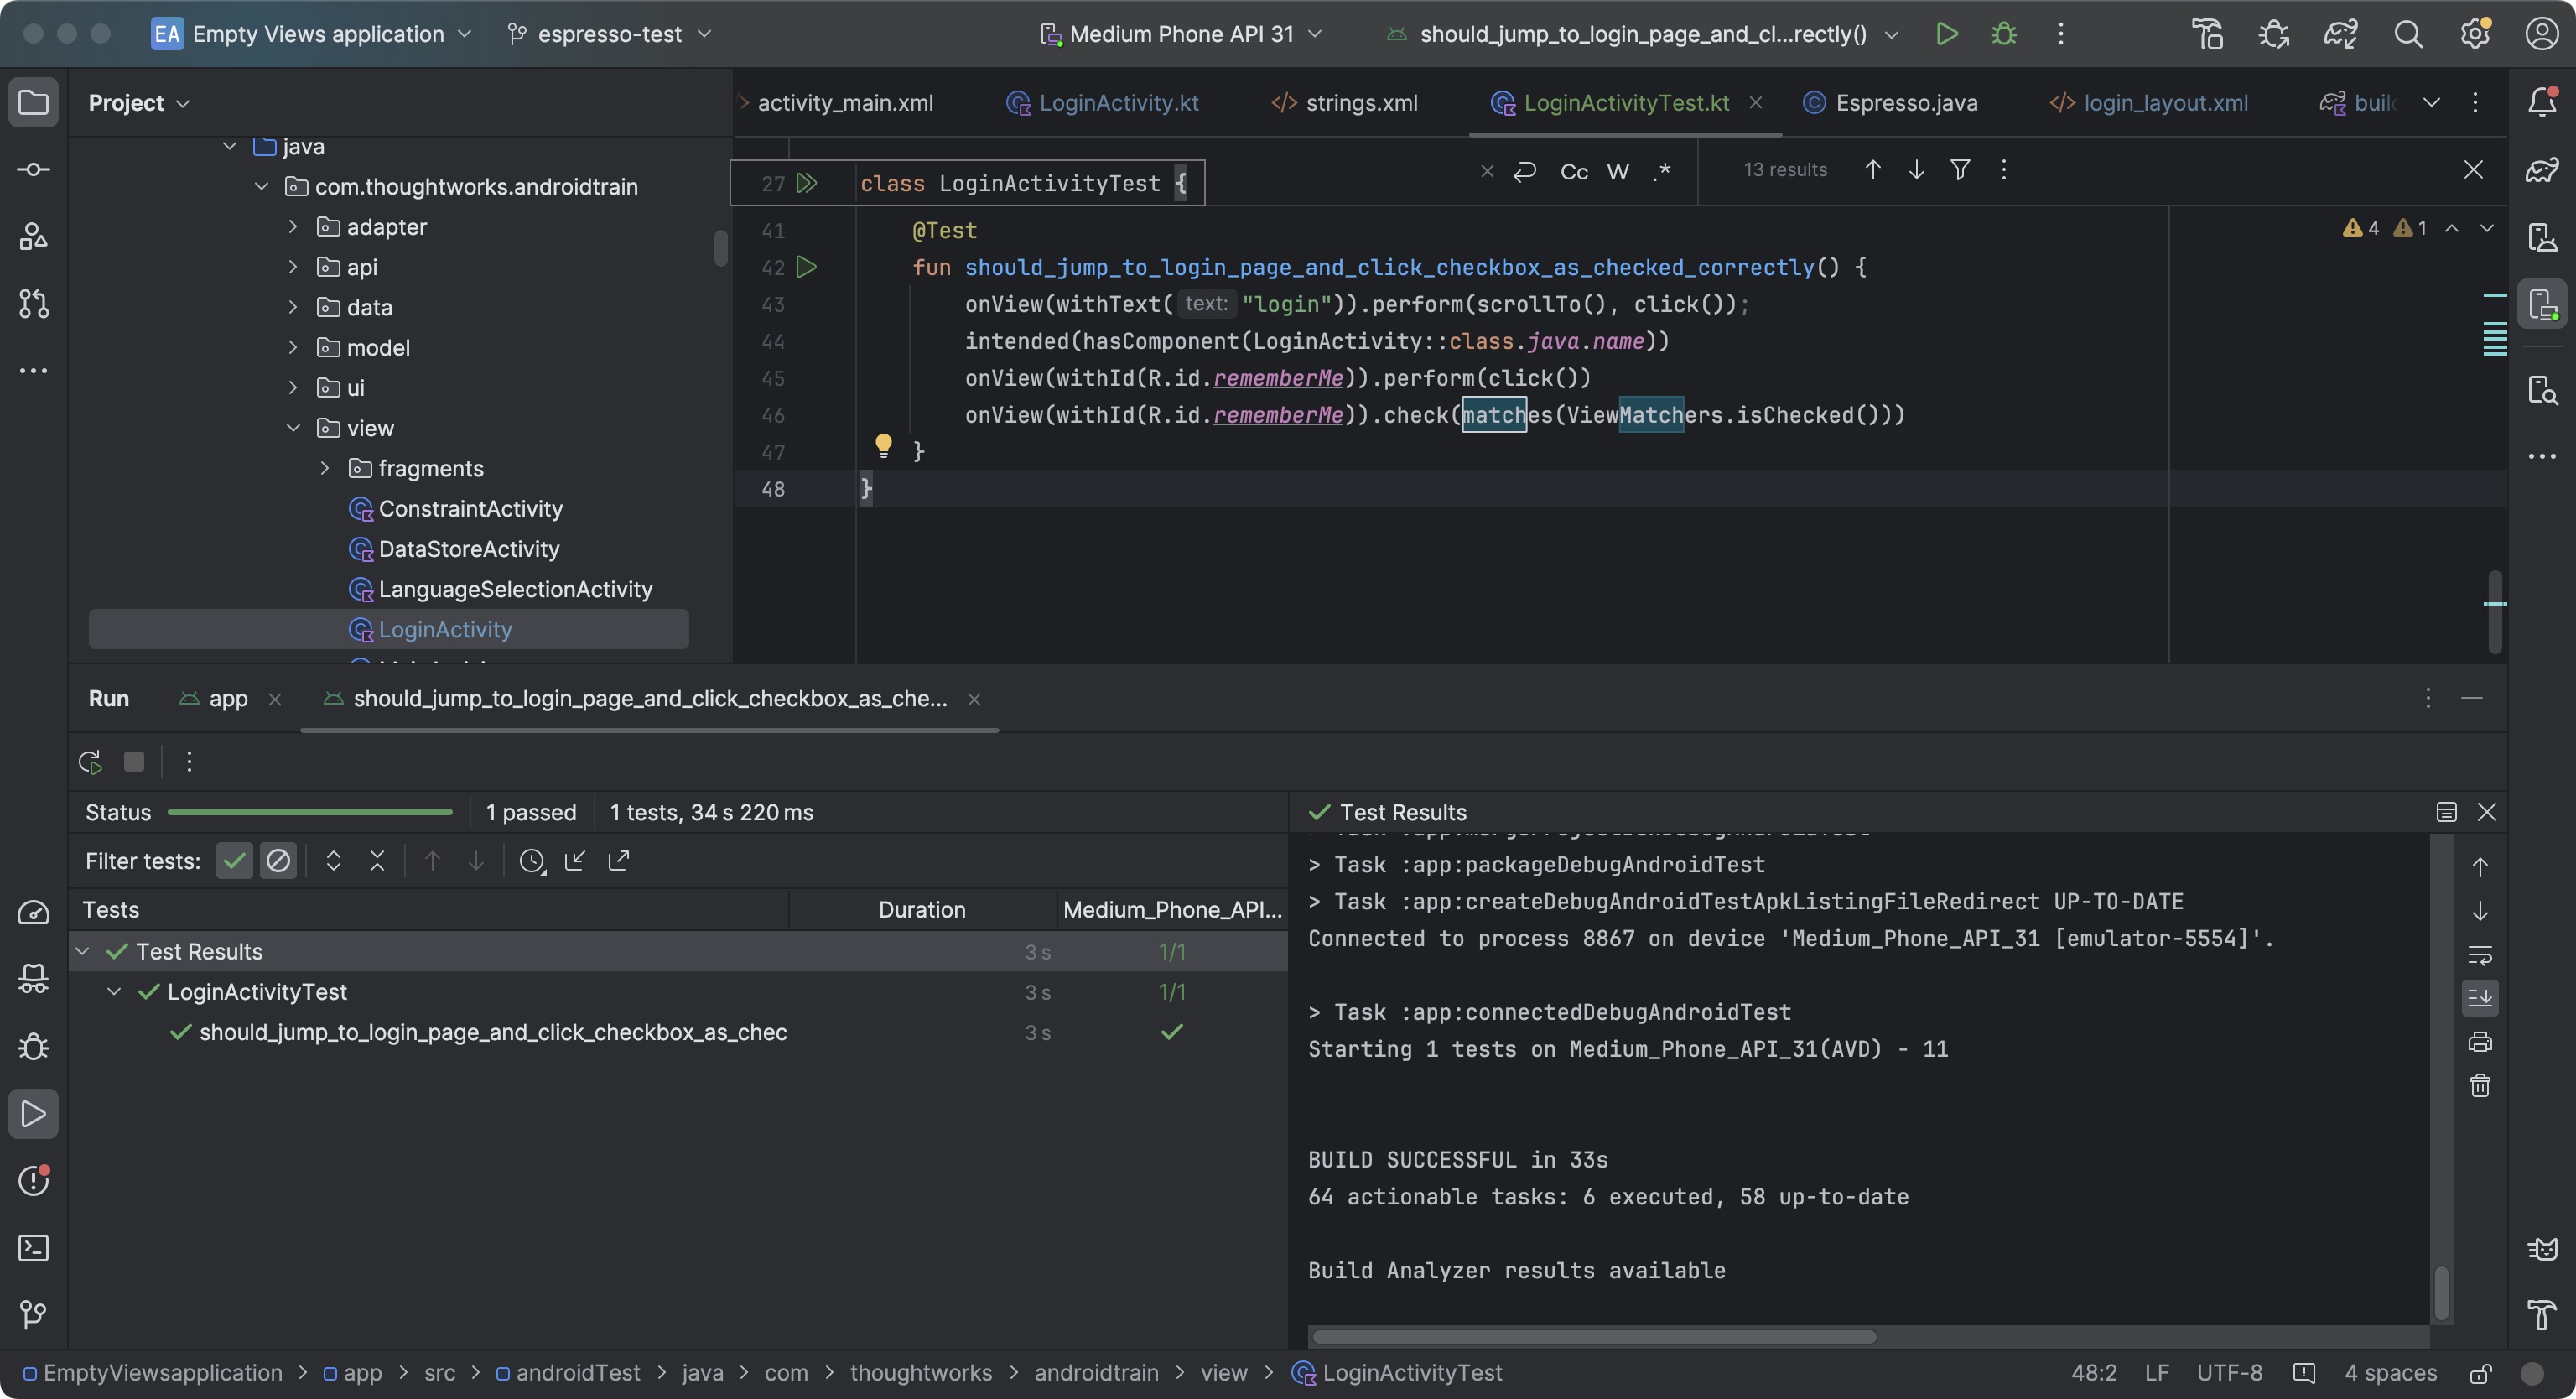 EA Empty Views application espresso-test Medium Phone API 31 should_jump_to_login_page_and_cl...rectly()
Project
java
com.thoughtworks.androidtrain
adapter
api
data
model
ui
view
fragments
ConstraintActivity
DataStoreActivity
LanguageSelectionActivity
LoginActivity
activity_main.xml LoginActivity.kt strings.xml LoginActivityTest.kt Espresso.java login_layout.xml
Cc W .* 13 results
27 class LoginActivityTest {
4 1
41 @Test
42 fun should_jump_to_login_page_and_click_checkbox_as_checked_correctly() {
43 onView(withText( text: "login")).perform(scrollTo(), click());
44 intended(hasComponent(LoginActivity::class.java.name))
45 onView(withId(R.id.rememberMe)).perform(click())
46 onView(withId(R.id.rememberMe)).check(matches(ViewMatchers.isChecked()))
47 }
48 }
Run app should_jump_to_login_page_and_click_checkbox_as_che...
Status 1 passed 1 tests, 34 s 220 ms
Filter tests:
Tests Duration Medium_Phone_API...
Test Results 3 s 1/1
LoginActivityTest 3 s 1/1
should_jump_to_login_page_and_click_checkbox_as_chec 3 s
Test Results
> Task :app:packageDebugAndroidTest
> Task :app:createDebugAndroidTestApkListingFileRedirect UP-TO-DATE
Connected to process 8867 on device 'Medium_Phone_API_31 [emulator-5554]'.
> Task :app:connectedDebugAndroidTest
Starting 1 tests on Medium_Phone_API_31(AVD) - 11
BUILD SUCCESSFUL in 33s
64 actionable tasks: 6 executed, 58 up-to-date
Build Analyzer results available
EmptyViewsapplication > app > src > androidTest > java > com > thoughtworks > androidtrain > view > LoginActivityTest 48:2 LF UTF-8 4 spaces